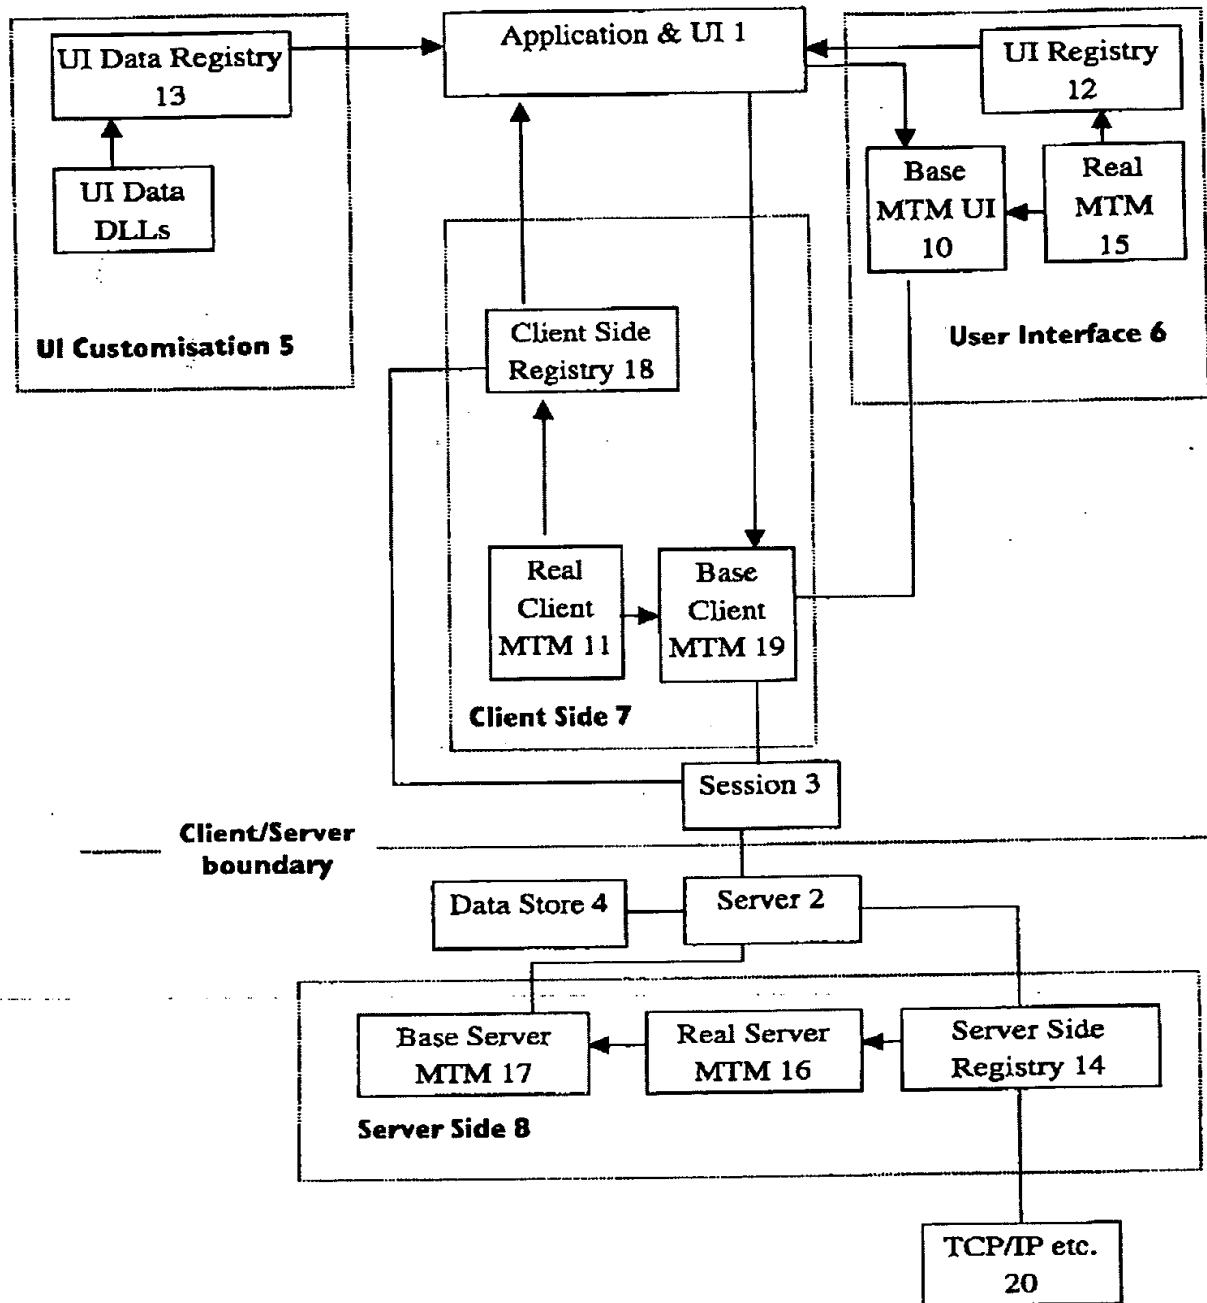 UI Data Registry
13
UI Data
DLLs
UI Customisation 5
Application & UI 1
UI Registry
12
Base
MTM UI
10
Real
MTM
15
User Interface 6
Client Side
Registry 18
Real
Client
MTM 11
Base
Client
MTM 19
Client Side 7
Session 3
Client/Server
boundary
Data Store 4
Server 2
Base Server
MTM 17
Real Server
MTM 16
Server Side
Registry 14
Server Side 8
TCP/IP etc.
20